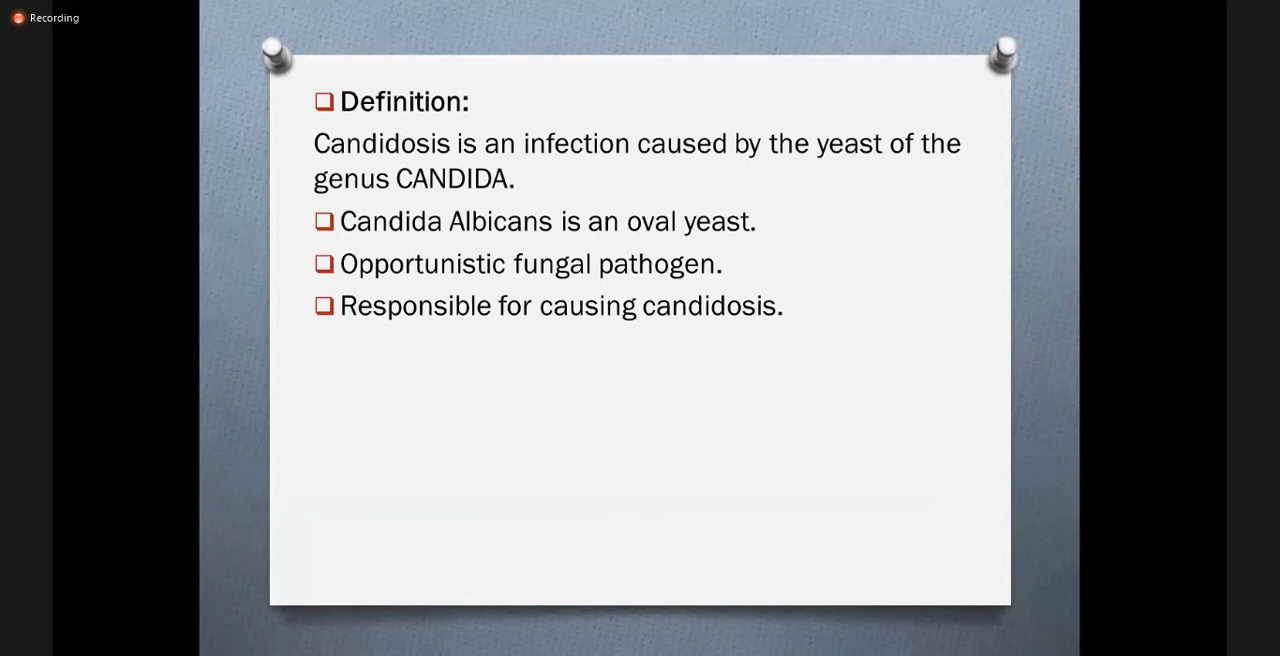 Recording
❑ Definition:
Candidosis is an infection caused by the yeast of the
genus CANDIDA.
❑ Candida Albicans is an oval yeast.
❑ Opportunistic fungal pathogen.
❑ Responsible for causing candidosis.